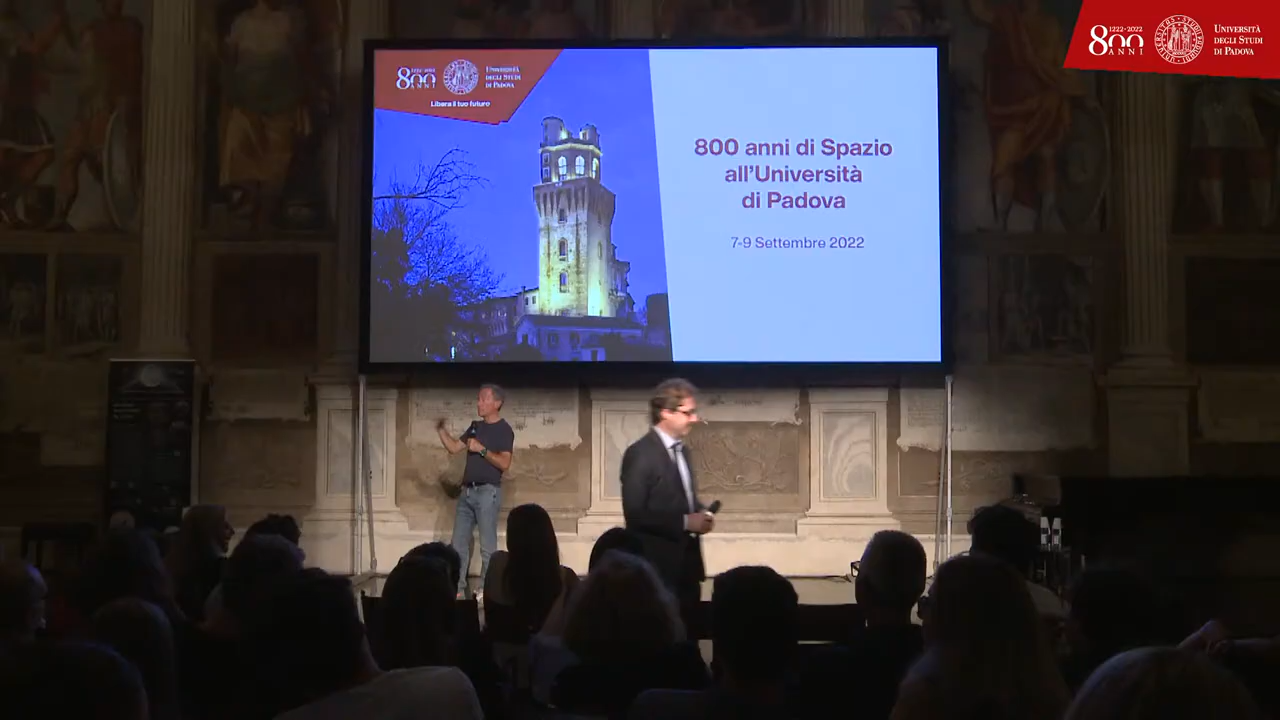 800
1222-2022
ANNI
UNIVERSITÀ
DEGLI STUDI
DI PADOVA
800
ANNI
UNIVERSITÀ
DEGLI STUDI
DI PADOVA
Libera il tuo futuro
800 anni di Spazio
all'Università
di Padova
7-9 Settembre 2022